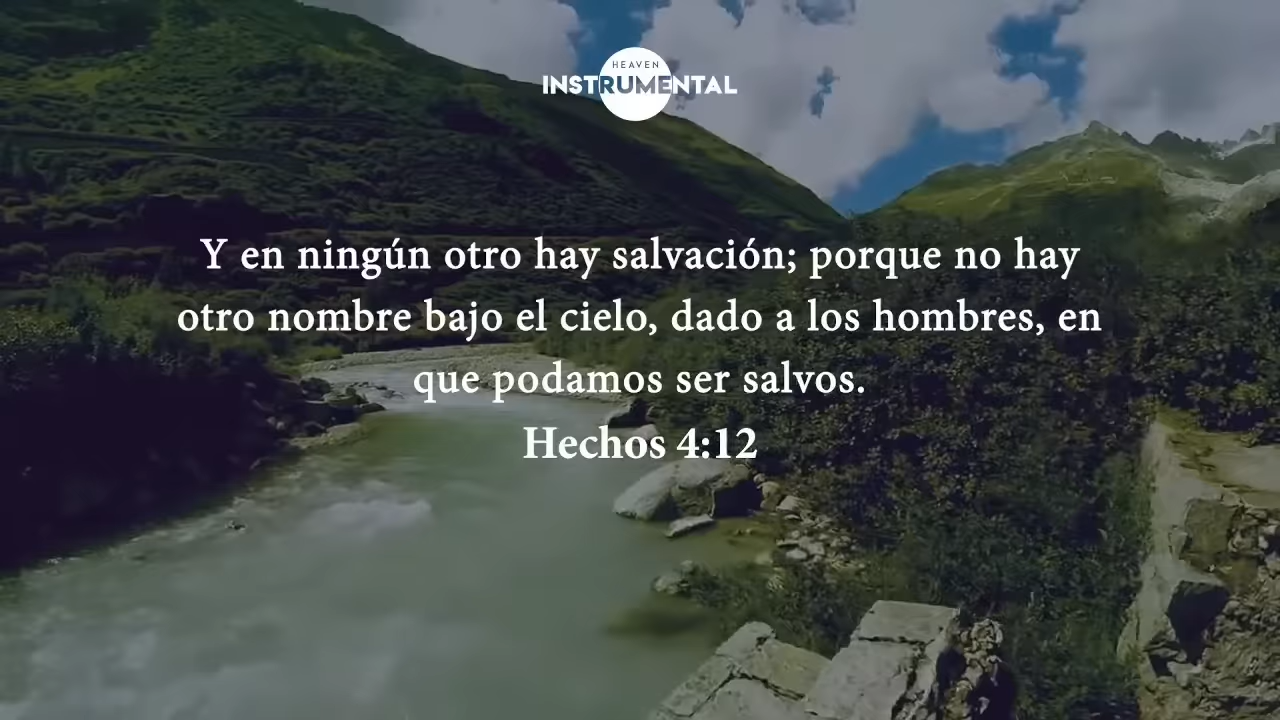 HEAVEN
INSTRUMENTAL
Y en ningún otro hay salvación; porque no hay
otro nombre bajo el cielo, dado a los hombres, en
que podamos ser salvos.
Hechos 4:12